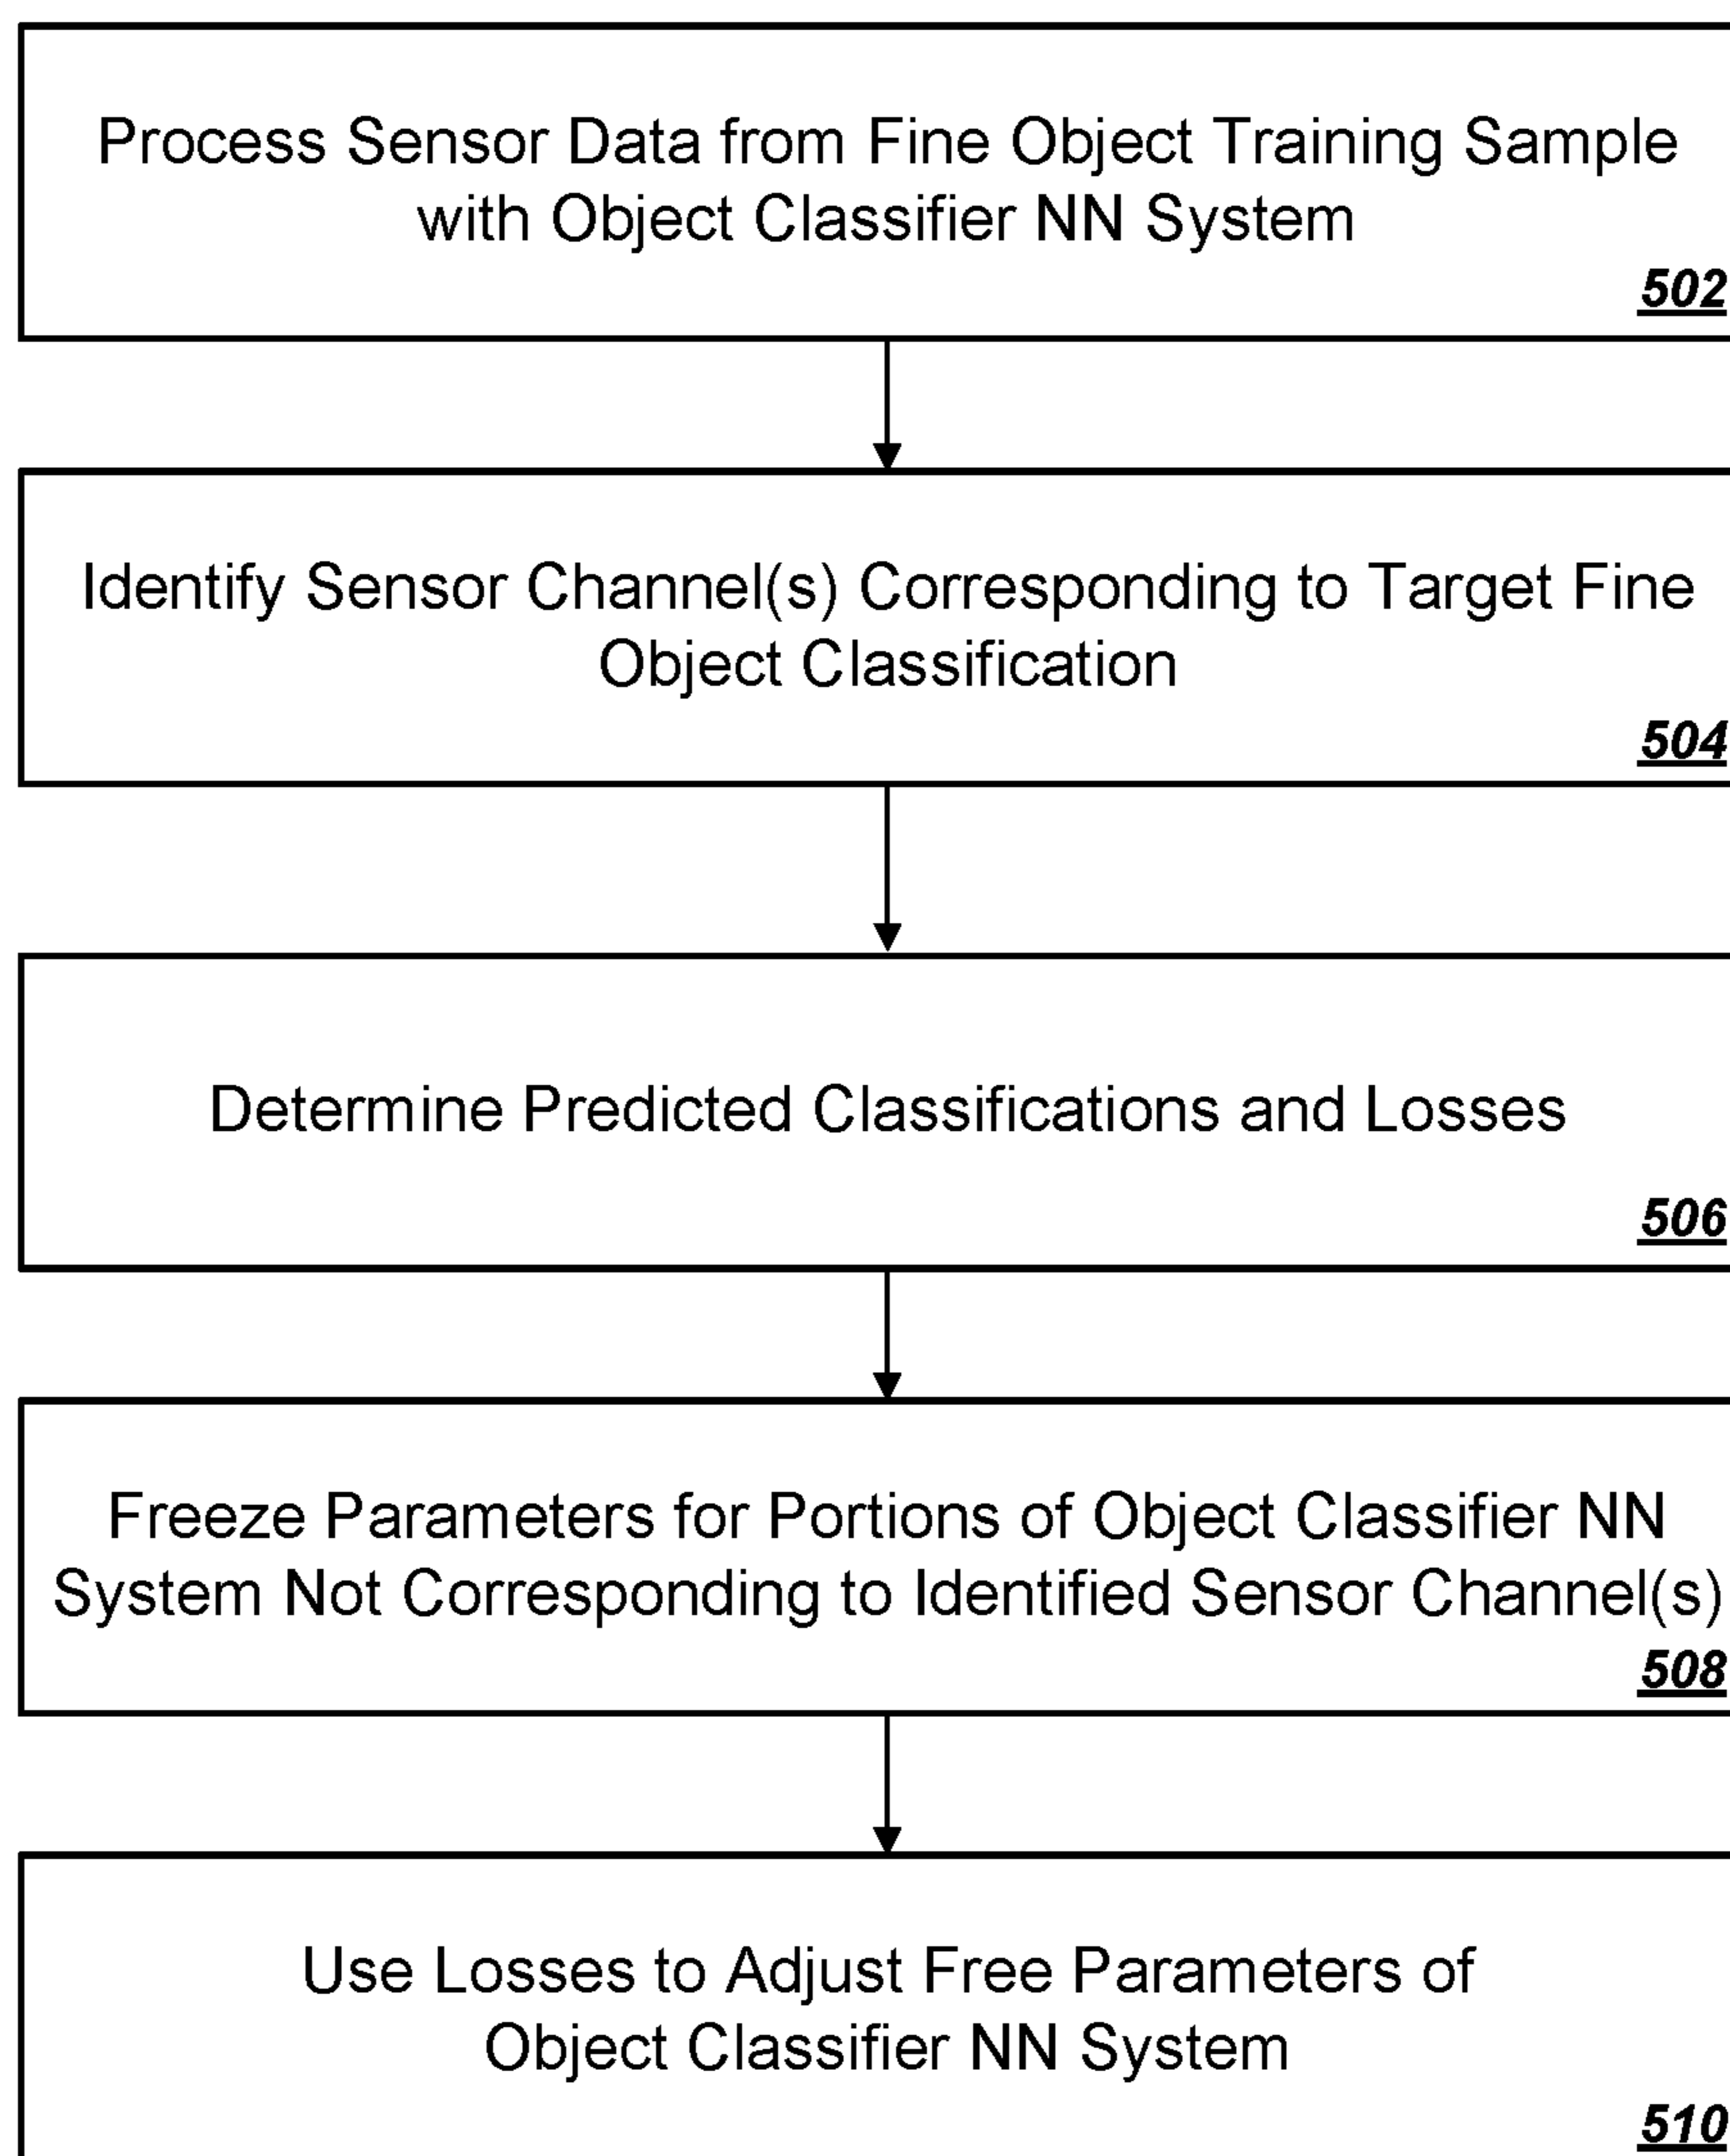 Process Sensor Data from Fine Object Training Sample
with Object Classifier NN System
502
Identify Sensor Channel(s) Corresponding to Target Fine
Object Classification
504
Determine Predicted Classifications and Losses
506
Freeze Parameters for Portions of Object Classifier NN
System Not Corresponding to Identified Sensor Channel(s)
508
Use Losses to Adjust Free Parameters of
Object Classifier NN System
510